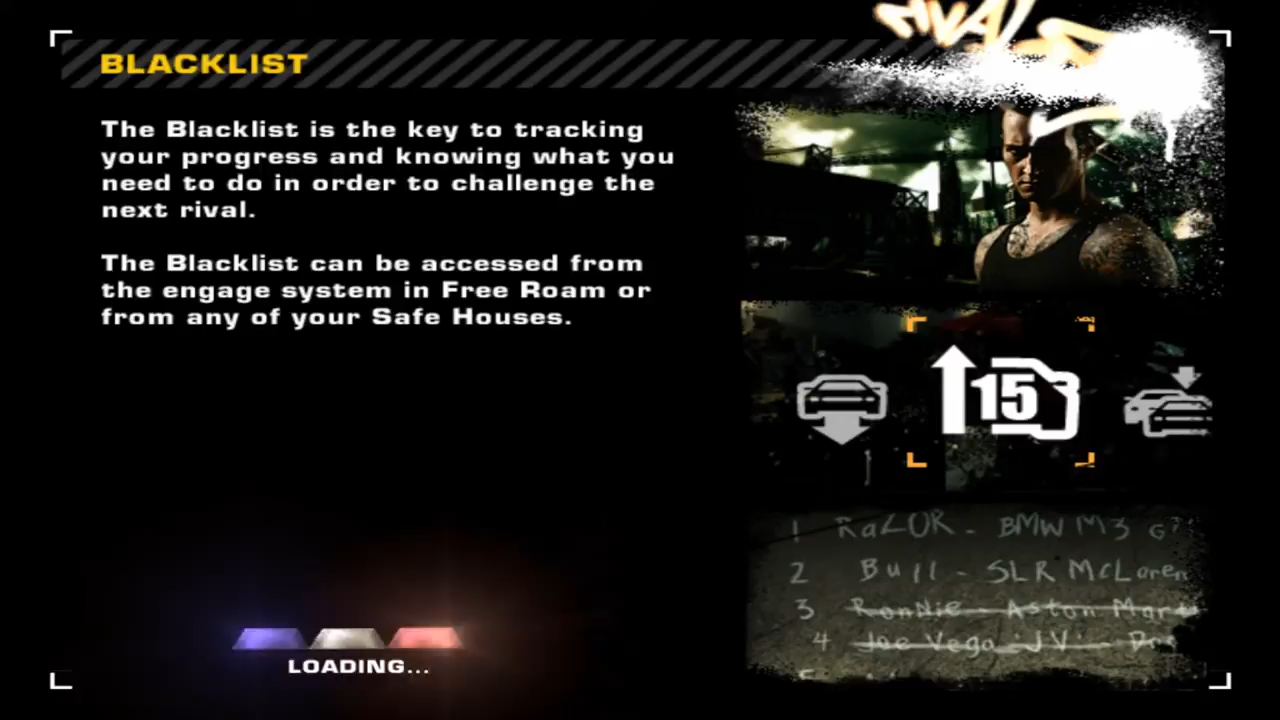 RIVALS
BLACKLIST
The Blacklist is the key to tracking
your progress and knowing what you
need to do in order to challenge the
next rival.
The Blacklist can be accessed from
the engage system in Free Roam or
from any of your Safe Houses.
15
1 RaZOR - BMW M3 G
2 Bull - SLR McLaren
3 Ronnie - Aston Mart
4 Joe Vega 'JV' -
LOADING...